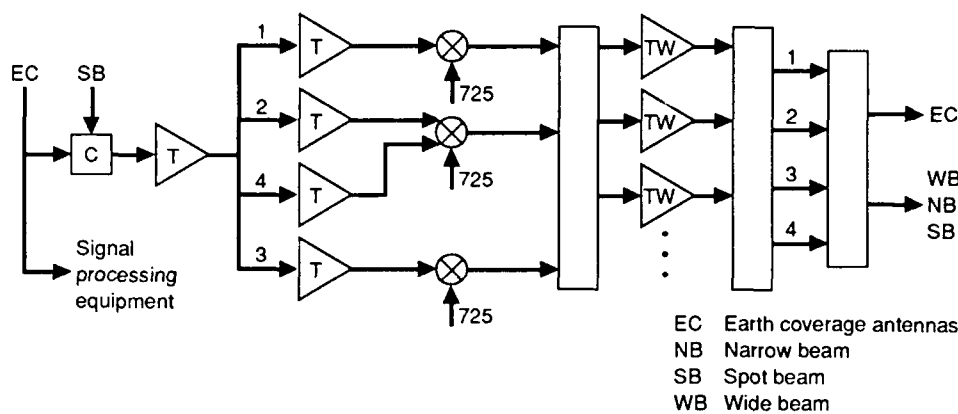 EC SB
C
T
1 T 725
2 T 725
4 T
3 T 725
TW
TW
TW
1
2
3
4
EC
WB
NB
SB
Signal
processing
equipment
EC Earth coverage antennas
NB Narrow beam
SB Spot beam
WB Wide beam